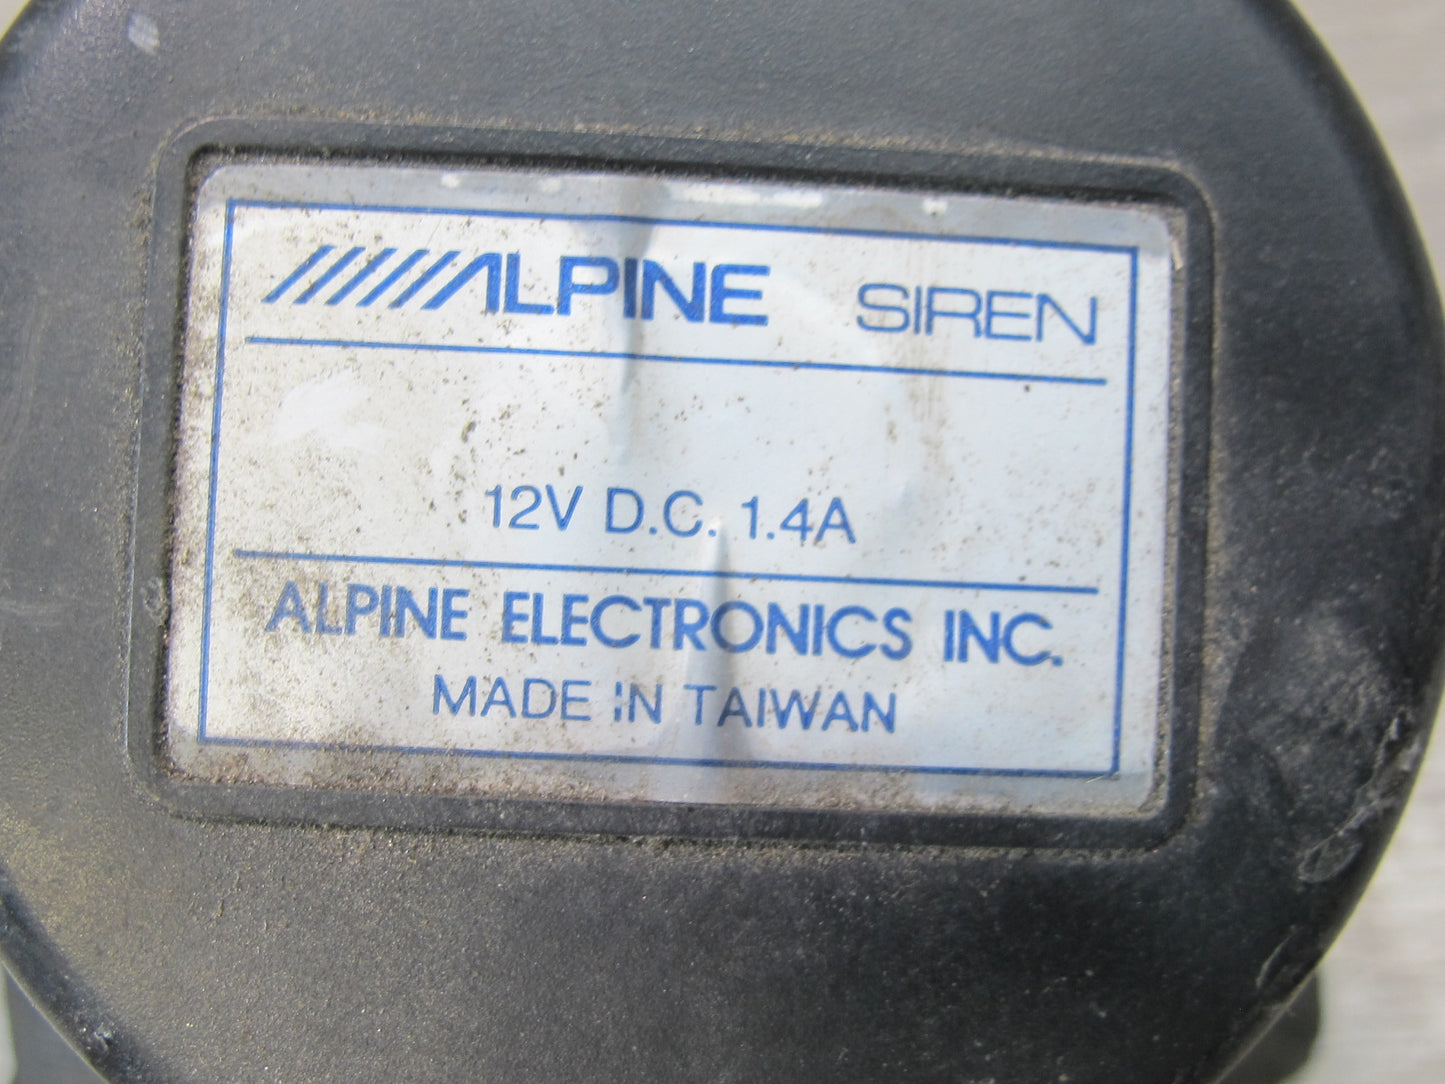 ALPINE SIREN
12V D.C. 1.4A
ALPINE ELECTRONICS INC.
MADE IN TAIWAN